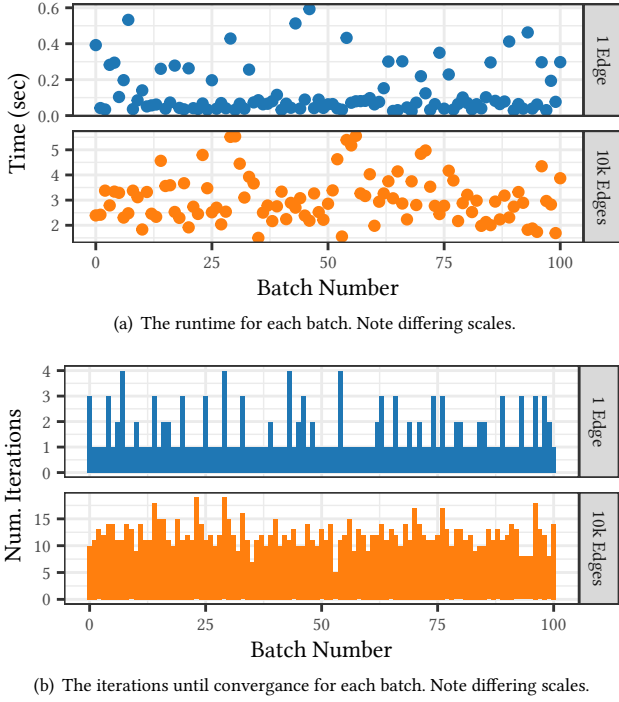 0.6
0.4
0.2
0.0
1 Edge
Time (sec)
5
4
3
2
10k Edges
0 25 50 75 100
Batch Number
(a) The runtime for each batch. Note differing scales.
4
3
2
1
0
1 Edge
Num. Iterations
15
10
5
0
10k Edges
0 25 50 75 100
Batch Number
(b) The iterations until convergance for each batch. Note differing scales.